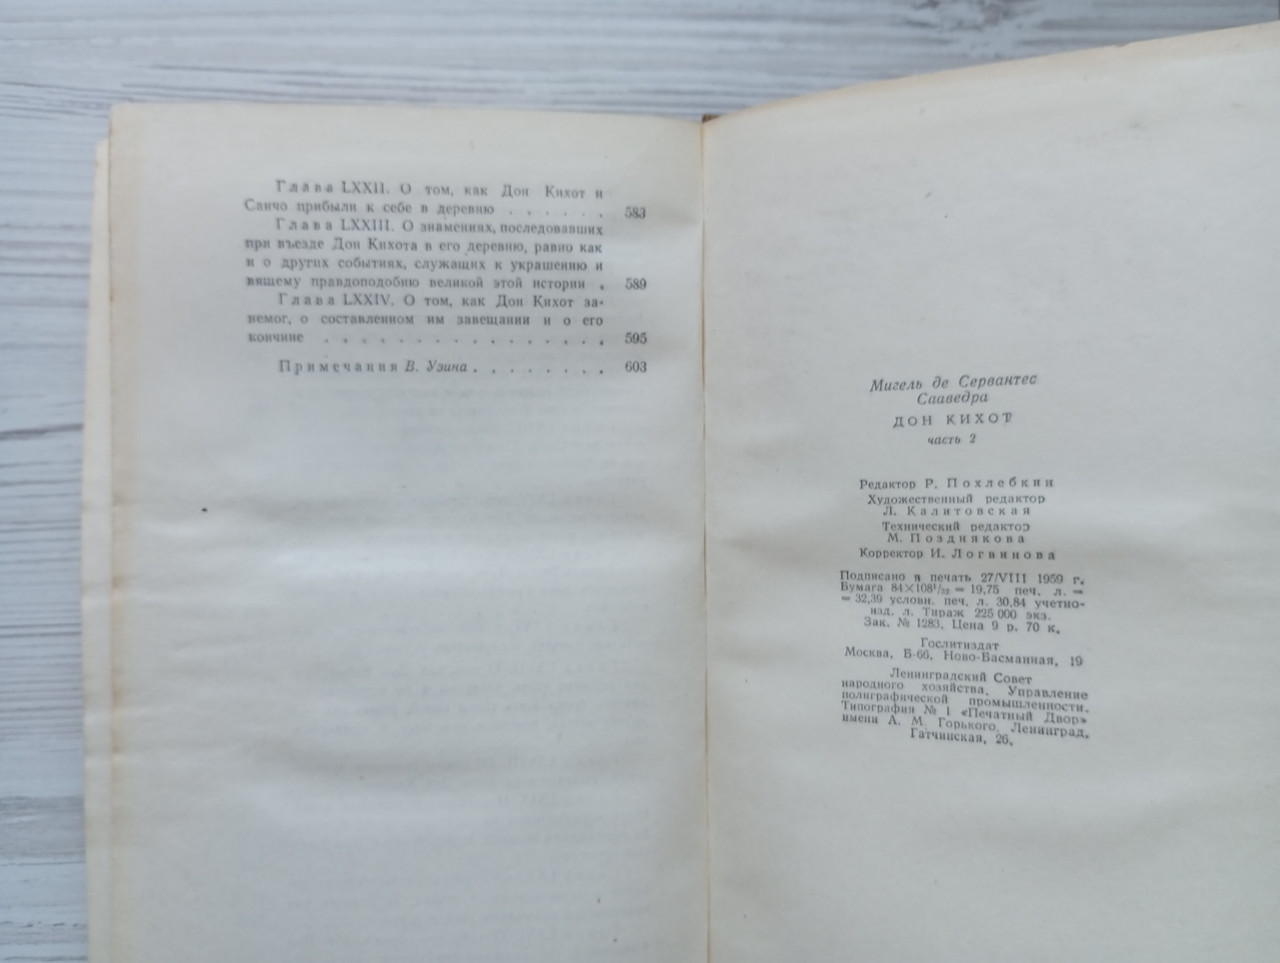 Глава LXXII. О том, как Дон Кихот и
Санчо прибыли к себе в деревню . . . . . . 583
Глава LXXIII. О знамениях, последовавших
при въезде Дон Кихота в его деревню, равно как
и о других событиях, служащих к украшению и
вящему правдоподобию великой этой истории . 589
Глава LXXIV. О том, как Дон Кихот за-
немог, о составленном им завещании и о его
кончине . . . . . . . . . . . . . . . . 595
Примечания В. Узина . . . . . . . . . 603
Мигель де Сервантес
Сааведра
ДОН КИХОТ
часть 2
Редактор Р. Похлебкин
Художественный редактор
Л. Калитовская
Технический редактор
М. Позднякова
Корректор И. Логвинова
Подписано в печать 27/VIII 1959 г.
Бумага 84×108¹/₃₂ = 19,75 печ. л. =
= 32,39 условн. печ. л. 30,84 учетно-
изд. л. Тираж 225 000 экз.
Зак. № 1283. Цена 9 р. 70 к.
Гослитиздат
Москва, Б-66, Ново-Басманная, 19
Ленинградский Совет
народного хозяйства. Управление
полиграфической промышленности.
Типография № 1 «Печатный Двор»
имени А. М. Горького. Ленинград,
Гатчинская, 26.